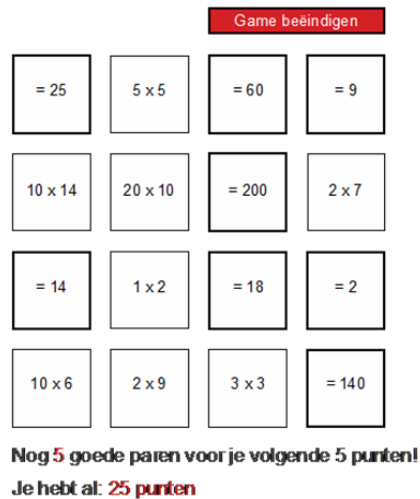 Game beëindigen
= 25 5 x 5 = 60 = 9
10 x 14 20 x 10 = 200 2 x 7
= 14 1 x 2 = 18 = 2
10 x 6 2 x 9 3 x 3 = 140
Nog 5 goede paren voor je volgende 5 punten!
Je hebt al: 25 punten